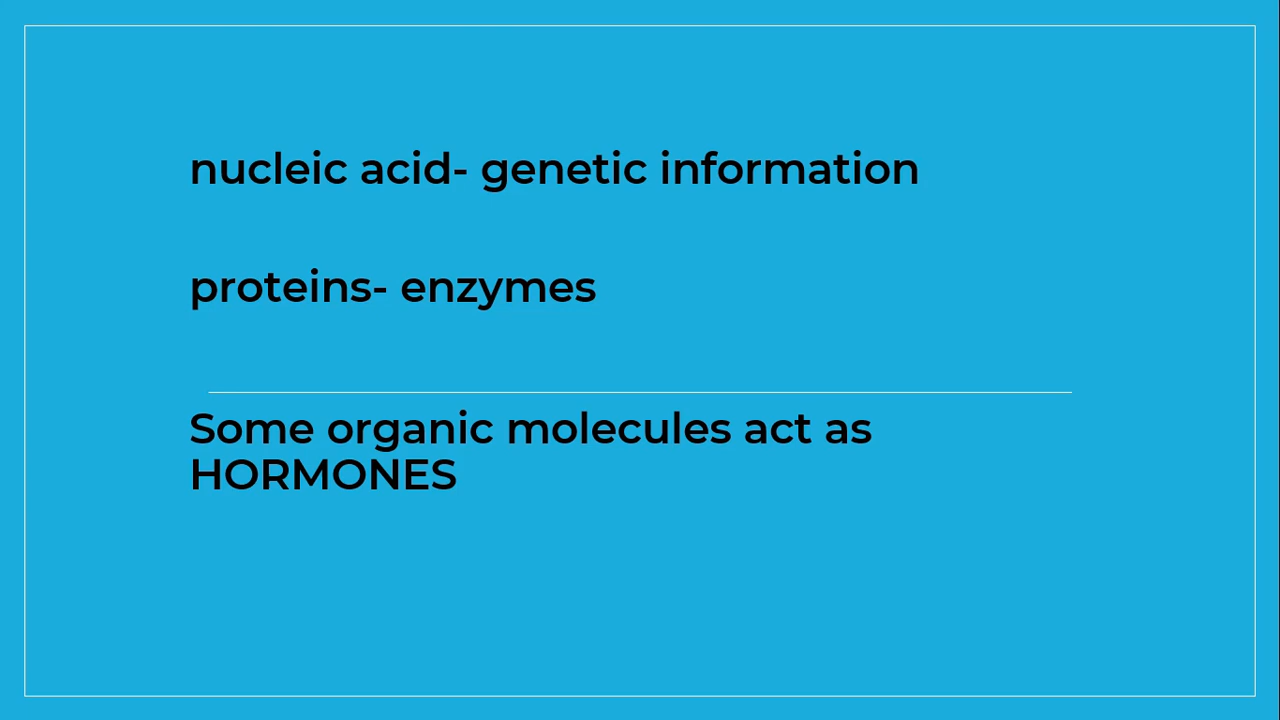 nucleic acid- genetic information
proteins- enzymes
Some organic molecules act as
HORMONES